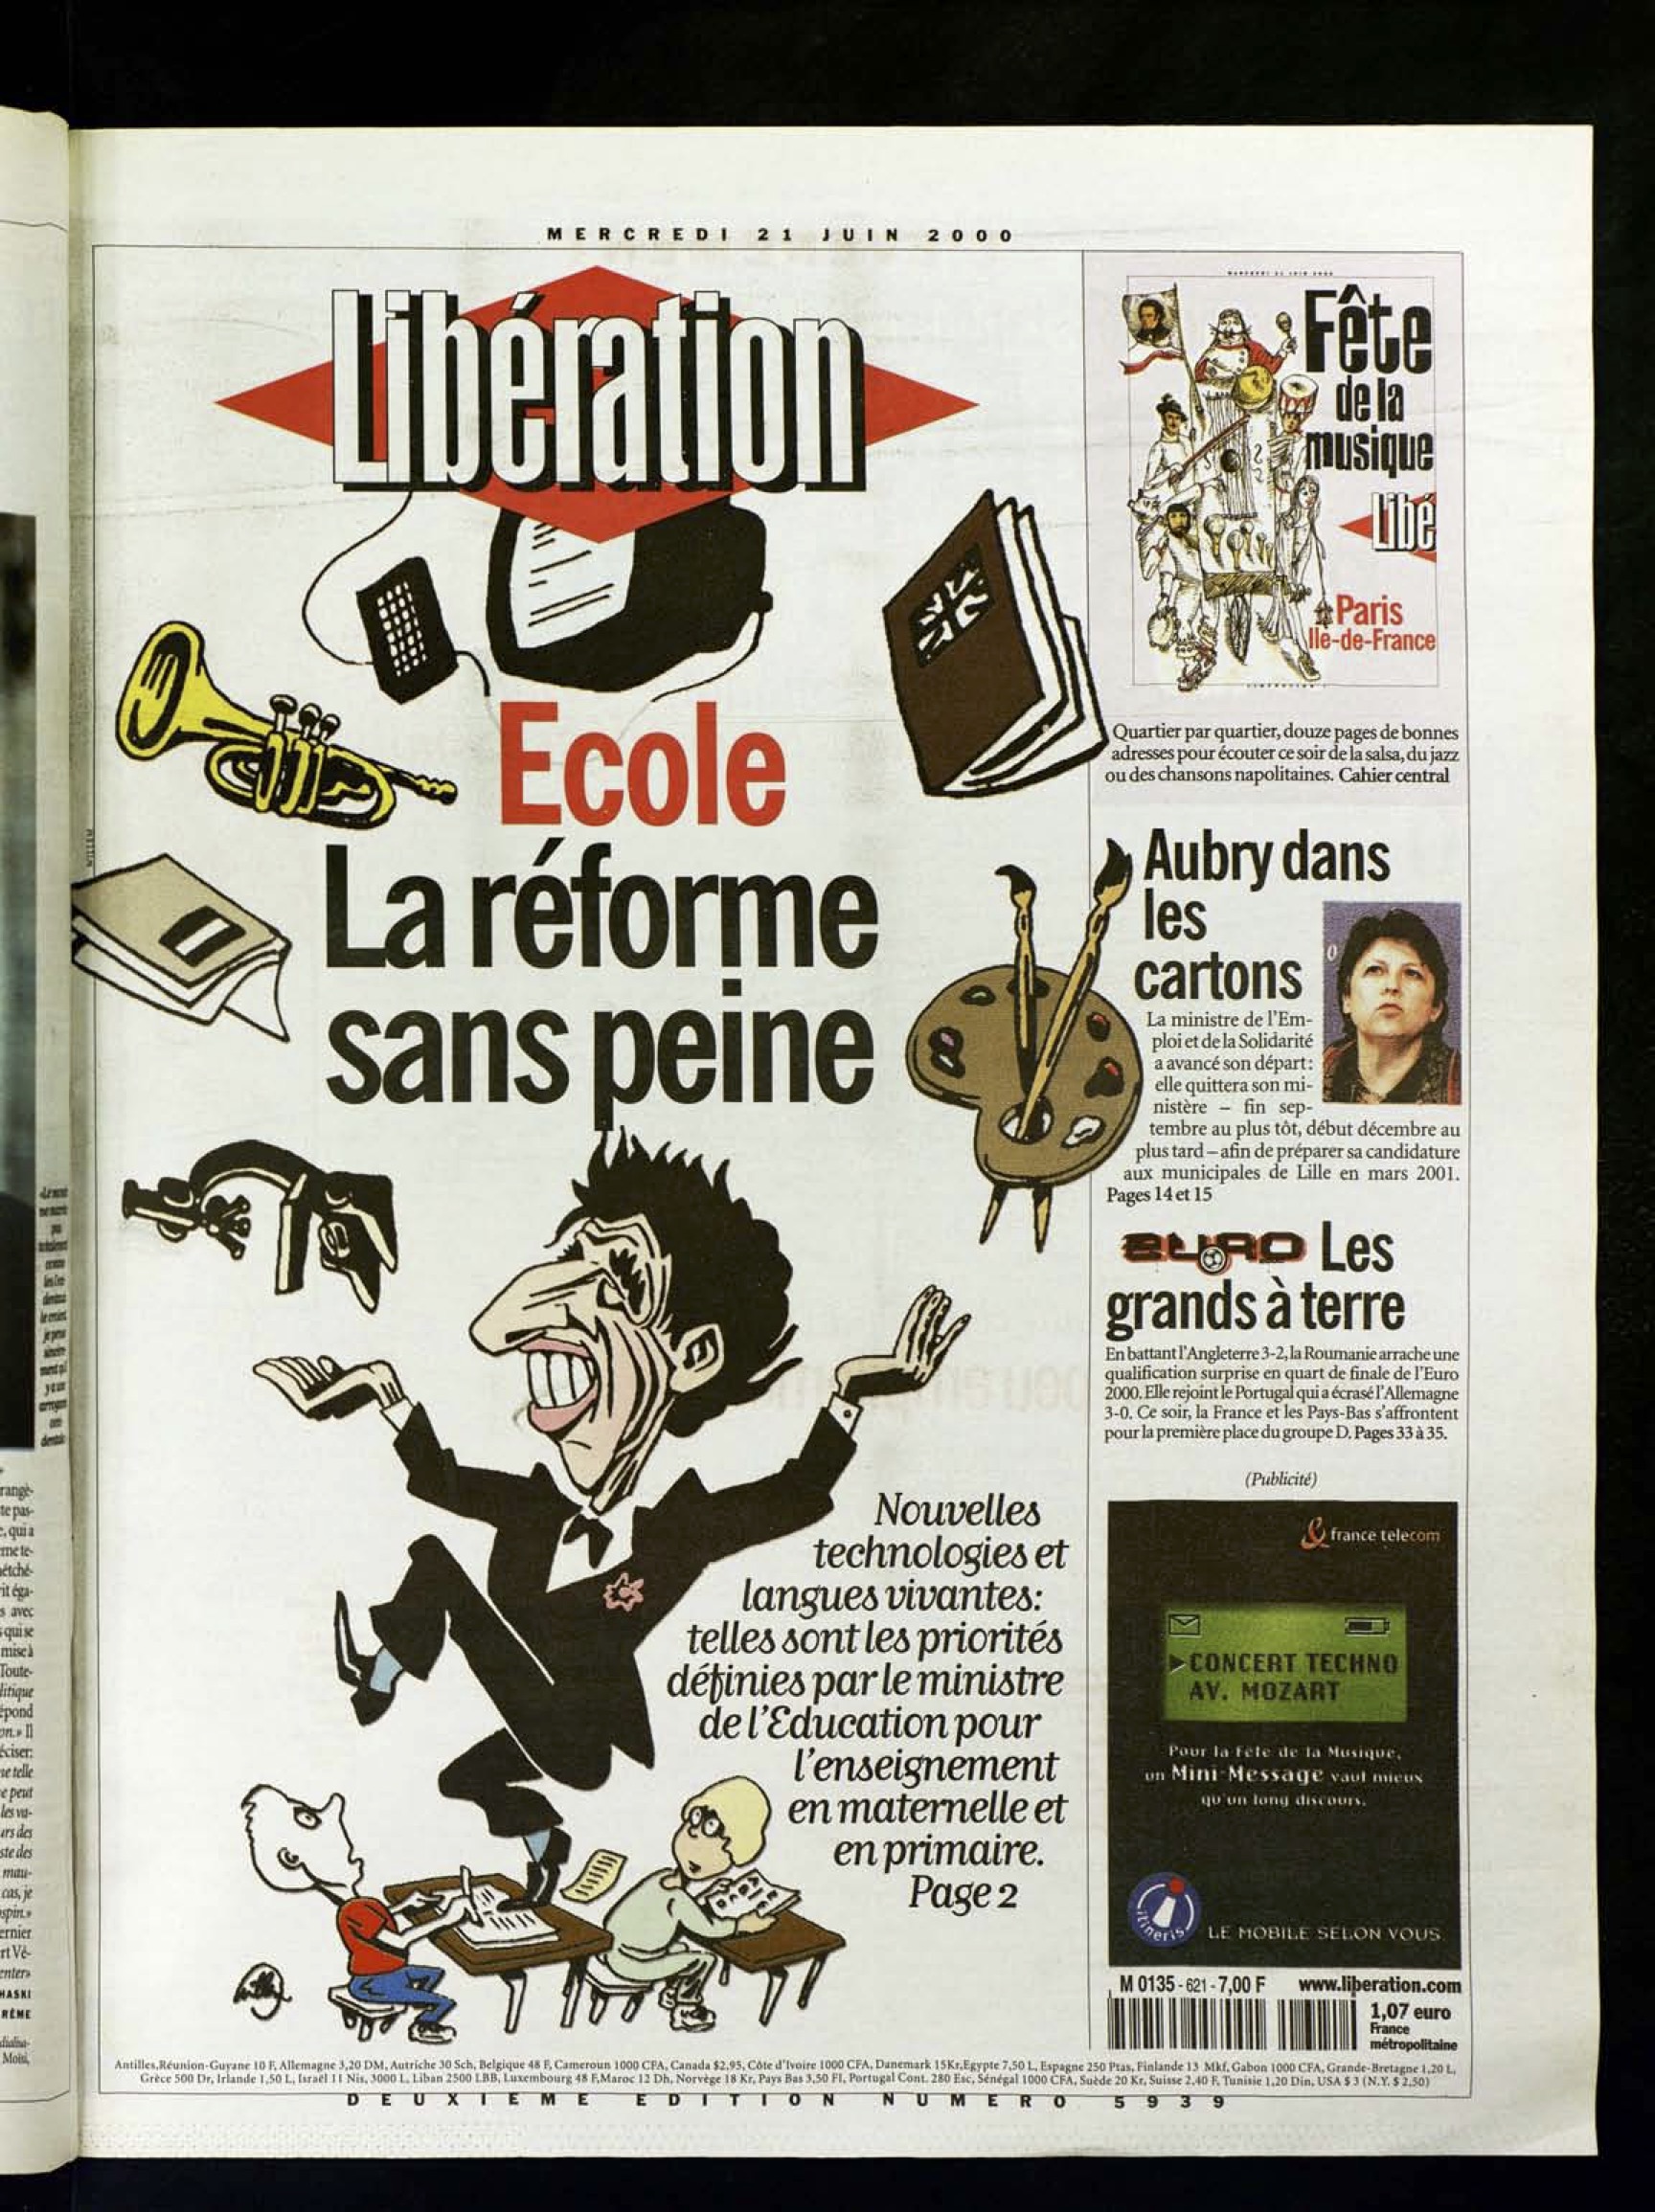 MERCREDI 21 JUIN 2000
Libération
Ecole
La réforme
sans peine
Nouvelles
technologies et
langues vivantes:
telles sont les priorités
définies par le ministre
de l'Education pour
l'enseignement
en maternelle et
en primaire.
Page 2
Fête
de la
musique
Libé
Paris
Ile-de-France
Quartier par quartier, douze pages de bonnes
adresses pour écouter ce soir de la salsa, du jazz
ou des chansons napolitaines. Cahier central
Aubry dans
les
cartons
La ministre de l'Em-
ploi et de la Solidarité
a avancé son départ:
elle quittera son mi-
nistère – fin sep-
tembre au plus tôt, début décembre au
plus tard – afin de préparer sa candidature
aux municipales de Lille en mars 2001.
Pages 14 et 15
EURO Les
grands à terre
En battant l'Angleterre 3-2, la Roumanie arrache une
qualification surprise en quart de finale de l'Euro
2000. Elle rejoint le Portugal qui a écrasé l'Allemagne
3-0. Ce soir, la France et les Pays-Bas s'affrontent
pour la première place du groupe D. Pages 33 à 35.
(Publicité)
france telecom
CONCERT TECHNO
AV. MOZART
Pour la Fête de la Musique,
un Mini-Message vaut mieux
qu'un long discours.
itineris
LE MOBILE SELON VOUS
M 0135 - 621 - 7,00 F
www.liberation.com
1,07 euro
France
métropolitaine
Antilles,Réunion-Guyane 10 F, Allemagne 3,20 DM, Autriche 30 Sch, Belgique 48 F, Cameroun 1000 CFA, Canada $2,95, Côte d'Ivoire 1000 CFA, Danemark 15Kr,Egypte 7,50 L, Espagne 250 Ptas, Finlande 13 Mkf, Gabon 1000 CFA, Grande-Bretagne 1,20 L,
Grèce 500 Dr, Irlande 1,50 L, Israël 11 Nis, 3000 L, Liban 2500 LBB, Luxembourg 48 F,Maroc 12 Dh, Norvège 18 Kr, Pays Bas 3,50 Fl, Portugal Cont. 280 Esc, Sénégal 1000 CFA, Suède 20 Kr, Suisse 2,40 F, Tunisie 1,20 Din, USA $ 3 (N.Y. $ 2,50)
DEUXIEME EDITION NUMERO 5939